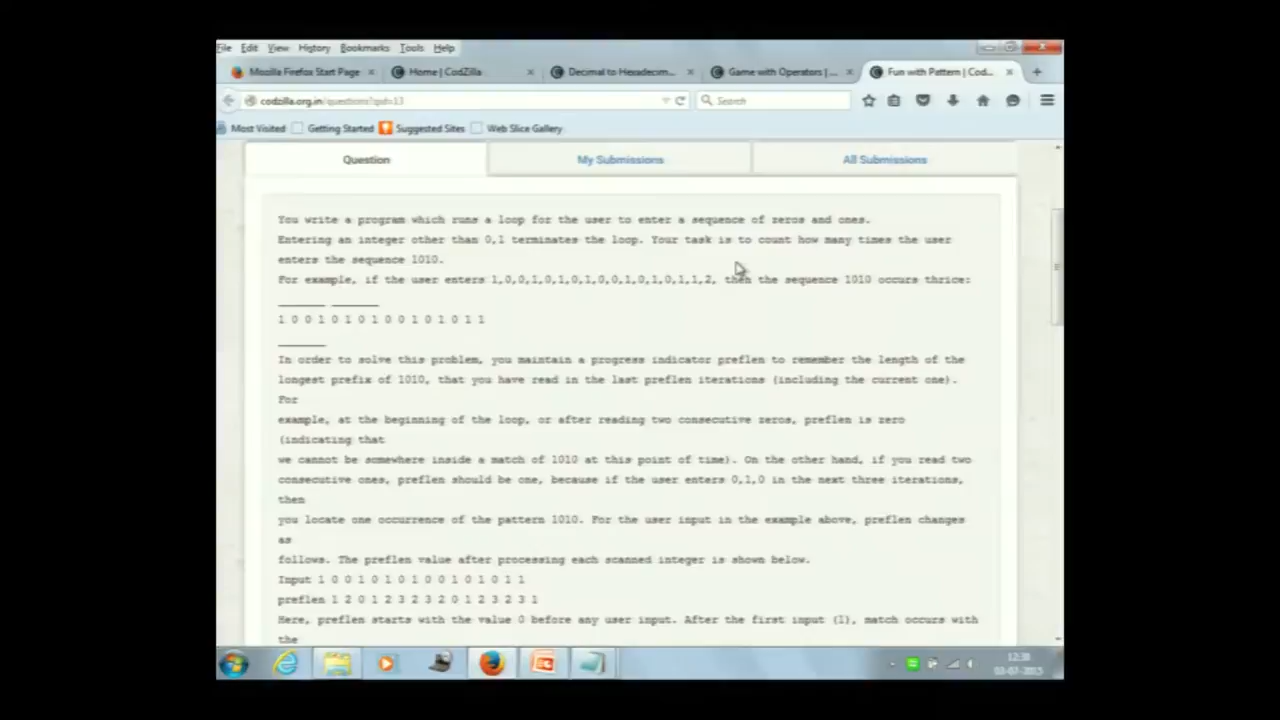 File Edit View History Bookmarks Tools Help
Mozilla Firefox Start Page × Home | CodZilla × Decimal to Hexadecim... × Game with Operators | ... × Fun with Pattern | Cod... × +
codzilla.org.in/questions?qid=13 Search
Most Visited Getting Started Suggested Sites Web Slice Gallery
Question My Submissions All Submissions
You write a program which runs a loop for the user to enter a sequence of zeros and ones.
Entering an integer other than 0,1 terminates the loop. Your task is to count how many times the user
enters the sequence 1010.
For example, if the user enters 1,0,0,1,0,1,0,1,0,0,1,0,1,0,1,1,2, then the sequence 1010 occurs thrice:
______ ______
1 0 0 1 0 1 0 1 0 0 1 0 1 0 1 1
______
In order to solve this problem, you maintain a progress indicator preflen to remember the length of the
longest prefix of 1010, that you have read in the last preflen iterations (including the current one).
For
example, at the beginning of the loop, or after reading two consecutive zeros, preflen is zero
(indicating that
we cannot be somewhere inside a match of 1010 at this point of time). On the other hand, if you read two
consecutive ones, preflen should be one, because if the user enters 0,1,0 in the next three iterations,
then
you locate one occurrence of the pattern 1010. For the user input in the example above, preflen changes
as
follows. The preflen value after processing each scanned integer is shown below.
Input 1 0 0 1 0 1 0 1 0 0 1 0 1 0 1 1
preflen 1 2 0 1 2 3 2 3 2 0 1 2 3 2 3 1
Here, preflen starts with the value 0 before any user input. After the first input (1), match occurs with
the
12:30
03-07-2015